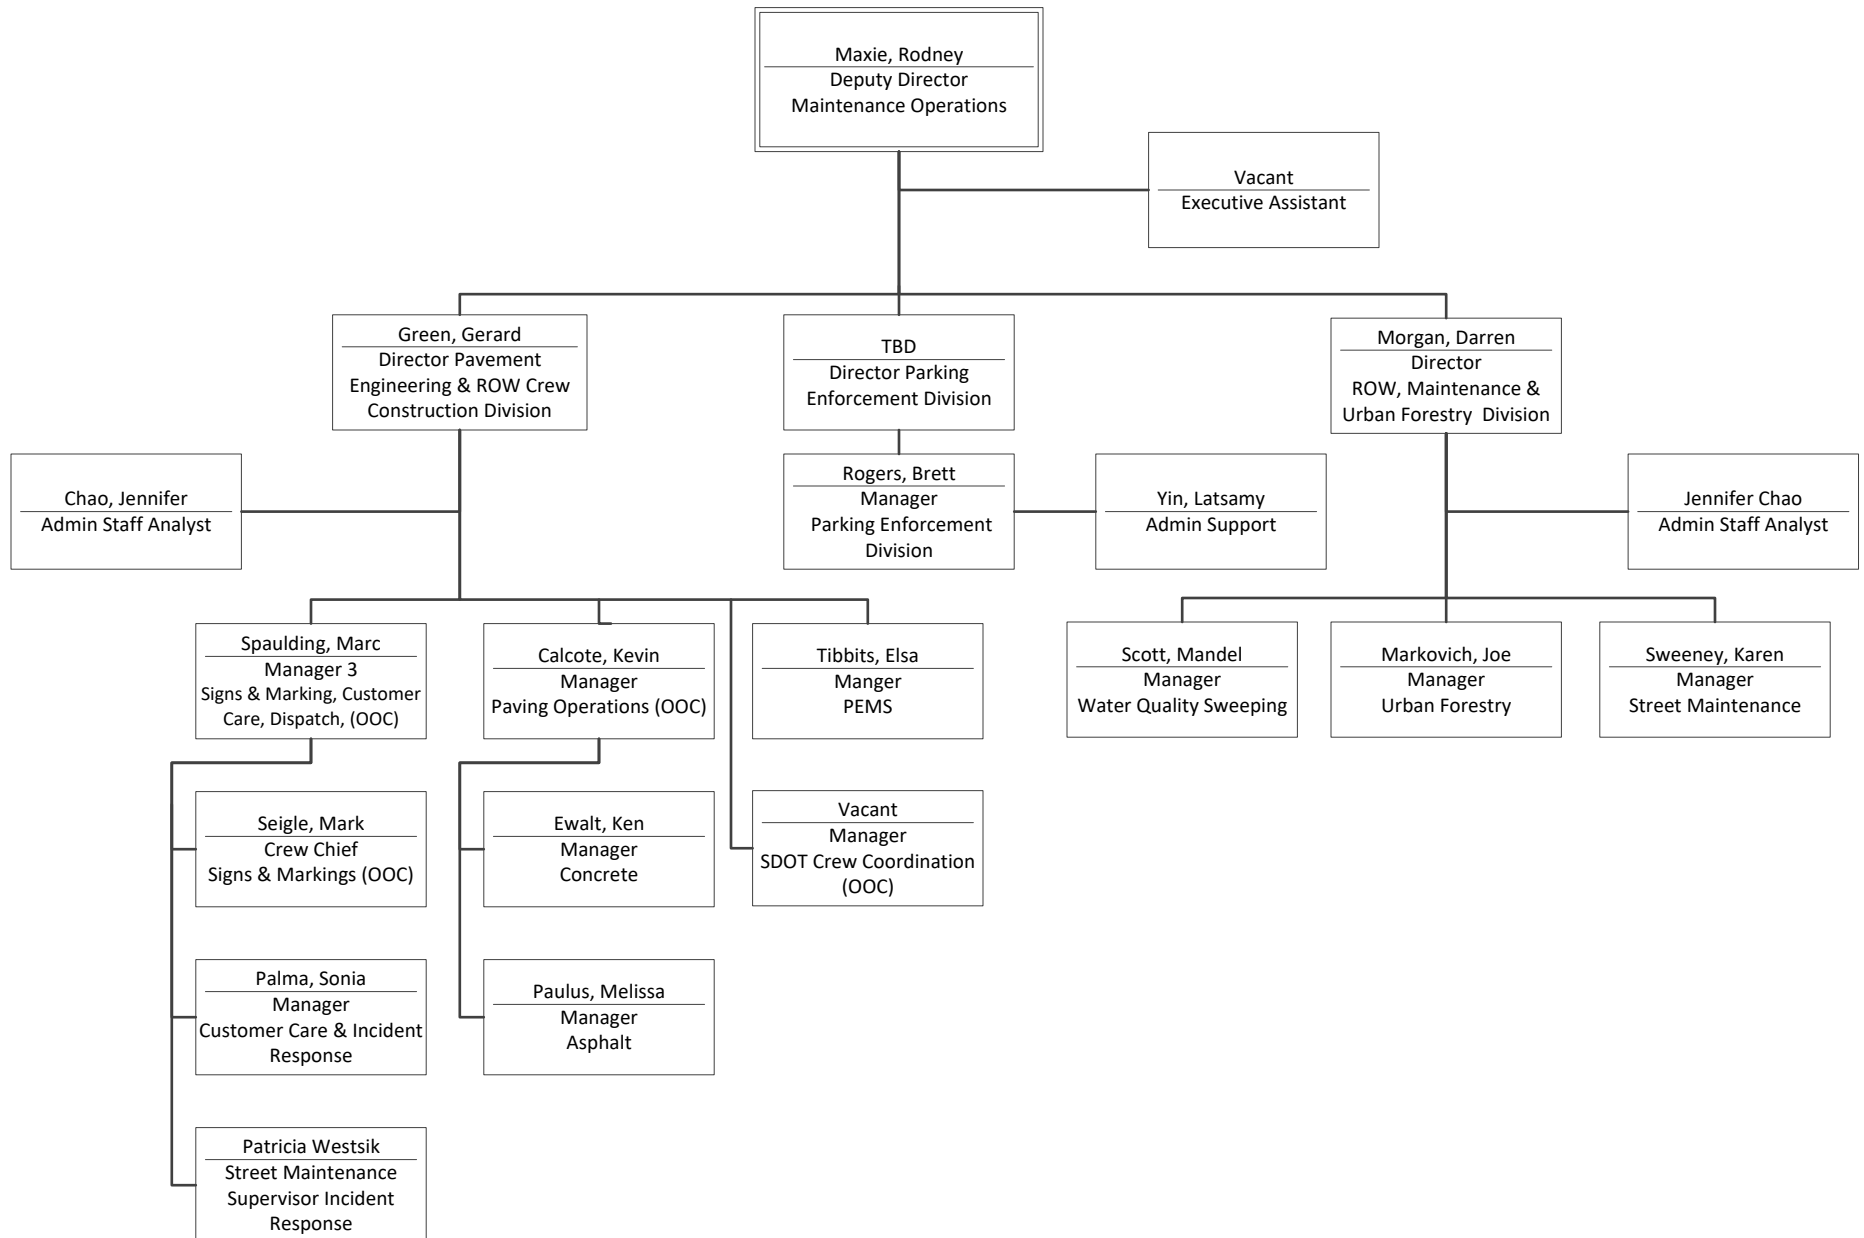 Maxie, Rodney
Deputy Director
Maintenance Operations
Vacant
Executive Assistant
Green, Gerard
Director Pavement
Engineering & ROW Crew
Construction Division
TBD
Director Parking
Enforcement Division
Morgan, Darren
Director
ROW, Maintenance &
Urban Forestry Division
Chao, Jennifer
Admin Staff Analyst
Rogers, Brett
Manager
Parking Enforcement
Division
Yin, Latsamy
Admin Support
Jennifer Chao
Admin Staff Analyst
Spaulding, Marc
Manager 3
Signs & Marking, Customer
Care, Dispatch, (OOC)
Calcote, Kevin
Manager
Paving Operations (OOC)
Tibbits, Elsa
Manger
PEMS
Scott, Mandel
Manager
Water Quality Sweeping
Markovich, Joe
Manager
Urban Forestry
Sweeney, Karen
Manager
Street Maintenance
Seigle, Mark
Crew Chief
Signs & Markings (OOC)
Ewalt, Ken
Manager
Concrete
Vacant
Manager
SDOT Crew Coordination
(OOC)
Palma, Sonia
Manager
Customer Care & Incident
Response
Paulus, Melissa
Manager
Asphalt
Patricia Westsik
Street Maintenance
Supervisor Incident
Response